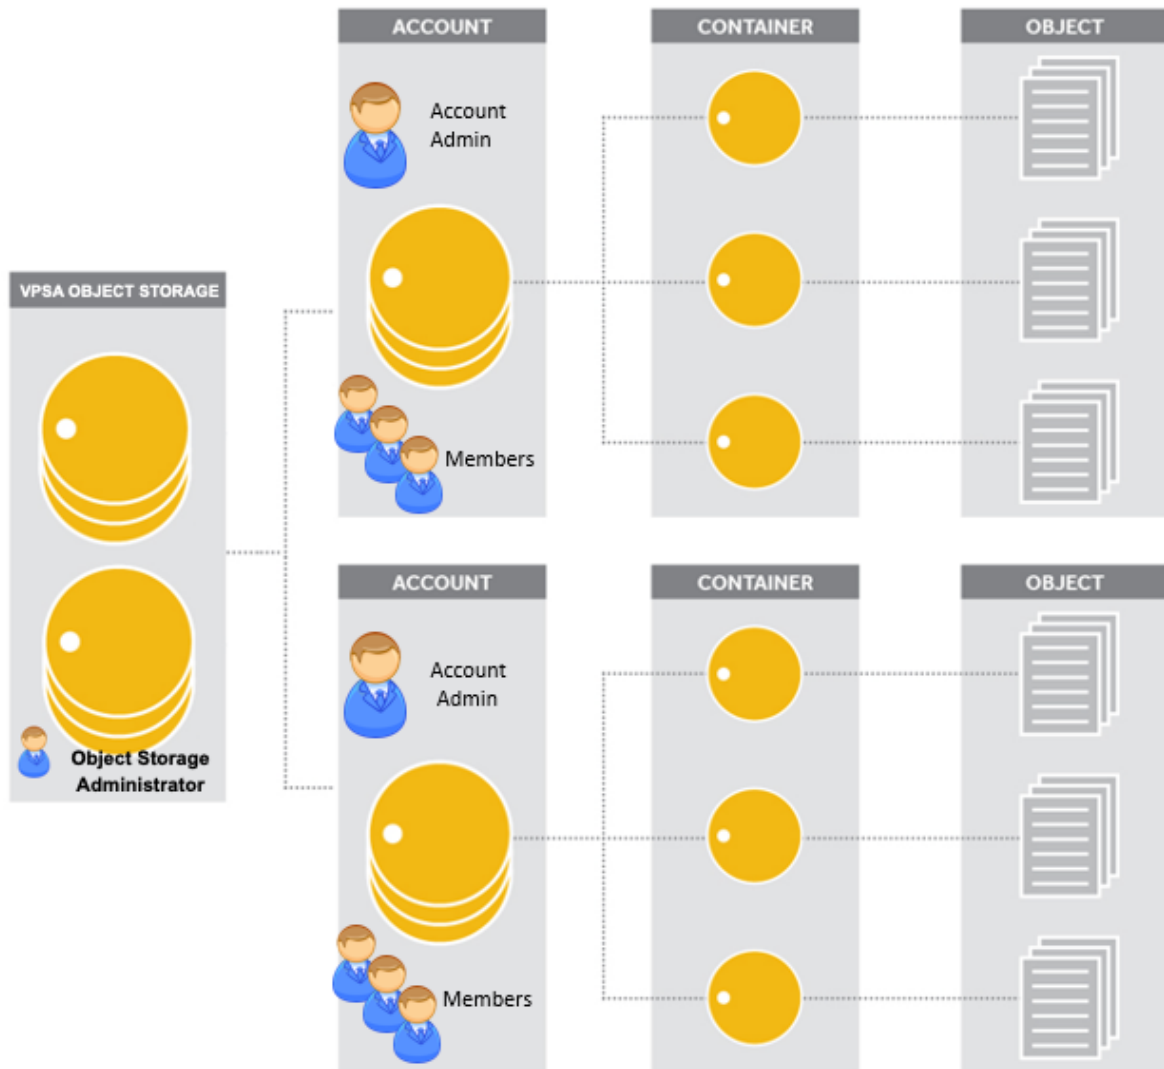 ACCOUNT
CONTAINER
OBJECT
Account
Admin
Members
VPSA OBJECT STORAGE
Object Storage
Administrator
ACCOUNT
CONTAINER
OBJECT
Account
Admin
Members